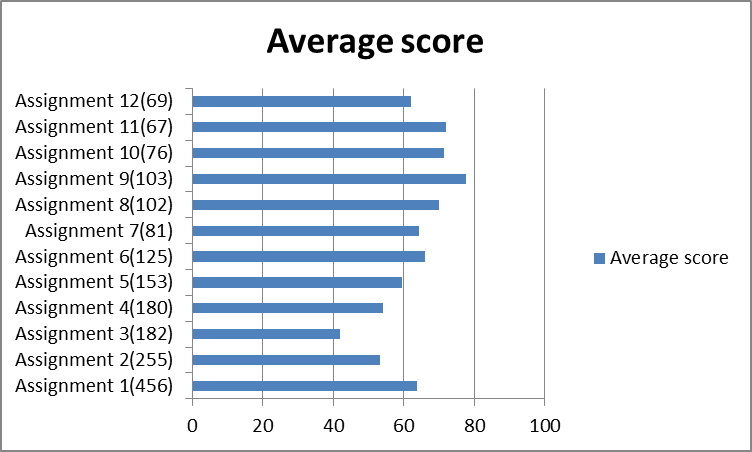 Average score
Assignment 12(69)
Assignment 11(67)
Assignment 10(76)
Assignment 9(103)
Assignment 8(102)
Assignment 7(81)
Assignment 6(125)
Assignment 5(153)
Assignment 4(180)
Assignment 3(182)
Assignment 2(255)
Assignment 1(456)
Average score
0 20 40 60 80 100